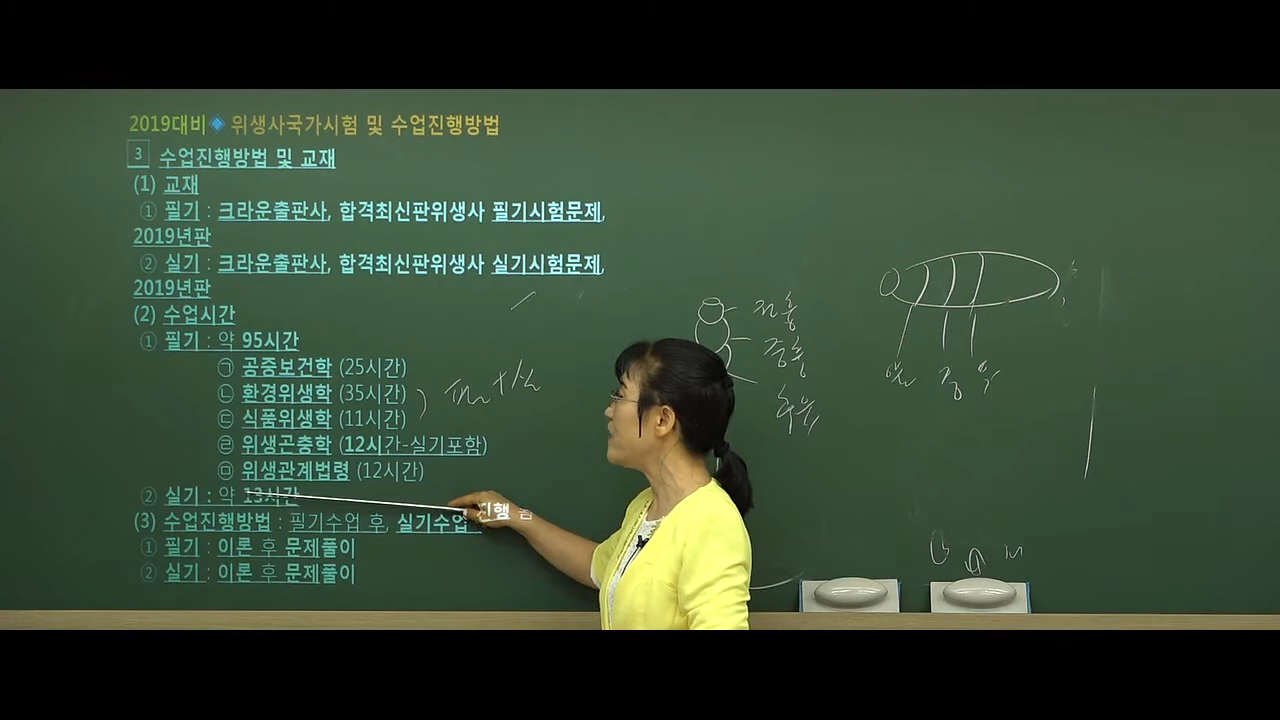 2019대비◆ 위생사국가시험 및 수업진행방법
3 수업진행방법 및 교재
(1) 교재
① 필기 : 크라운출판사, 합격최신판위생사 필기시험문제,
2019년판
② 실기 : 크라운출판사, 합격최신판위생사 실기시험문제,
2019년판
(2) 수업시간
① 필기 : 약 95시간
㉠ 공중보건학 (25시간)
㉡ 환경위생학 (35시간)
㉢ 식품위생학 (11시간)
㉣ 위생곤충학 (12시간-실기포함)
㉤ 위생관계법령 (12시간)
② 실기 : 약 13시간
(3) 수업진행방법 : 필기수업 후, 실기수업 진행
① 필기 : 이론 후 문제풀이
② 실기 : 이론 후 문제풀이
필+실
전흉
중흉